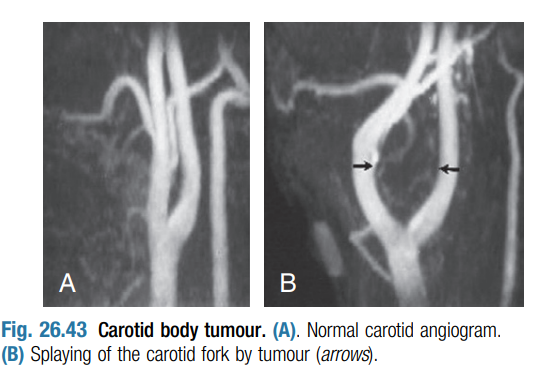 A
B
Fig. 26.43 Carotid body tumour. (A). Normal carotid angiogram.
(B) Splaying of the carotid fork by tumour (arrows).